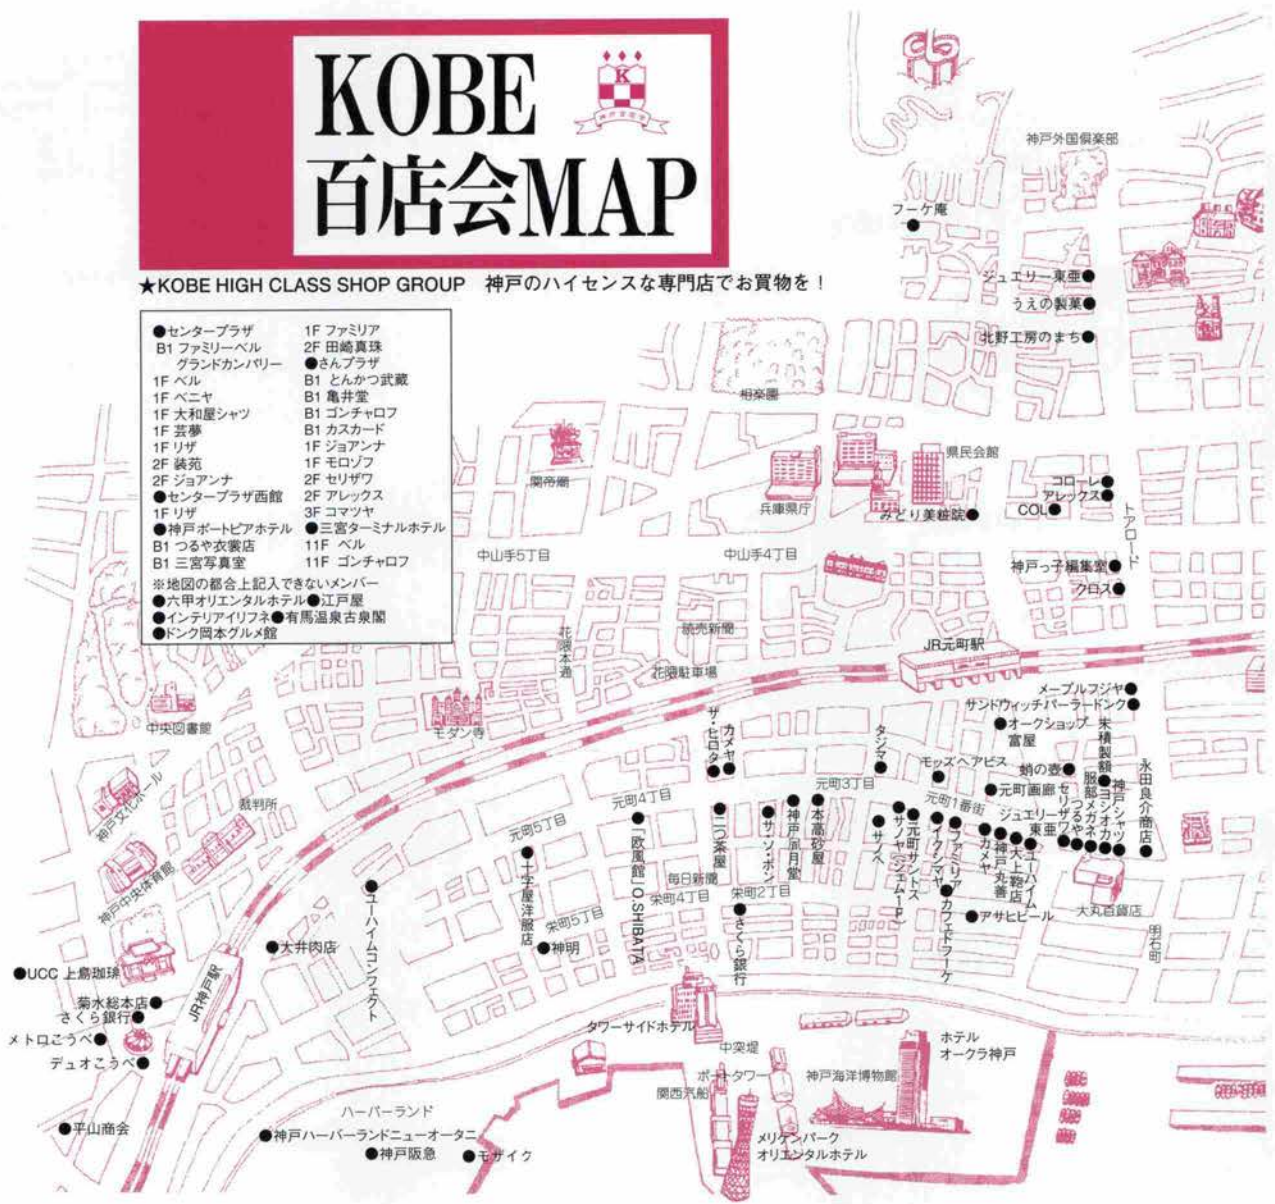 KOBE
百店会MAP
K
神戸百店会
★KOBE HIGH CLASS SHOP GROUP 神戸のハイセンスな専門店でお買物を!
●センタープラザ
B1 ファミリーベル
グランドカンパリー
1F ベル
1F ベニヤ
1F 大和屋シャツ
1F 芸夢
1F リザ
2F 装苑
2F ジョアンナ
●センタープラザ西館
1F リザ
●神戸ポートピアホテル
B1 つるや衣裳店
B1 三宮写真室
1F ファミリア
2F 田崎真珠
●さんプラザ
B1 とんかつ武蔵
B1 亀井堂
B1 ゴンチャロフ
B1 カスカード
1F ジョアンナ
1F モロゾフ
2F セリザワ
2F アレックス
3F コマツヤ
●三宮ターミナルホテル
11F ベル
11F ゴンチャロフ
※地図の都合上記入できないメンバー
●六甲オリエンタルホテル●江戸屋
●インテリアイリフネ●有馬温泉古泉閣
●ドンク岡本グルメ館
神戸外国倶楽部
フーケ庵
ジュエリー東亜
うえの製菓
北野工房のまち
相楽園
関帝廟
兵庫県庁
県民会館
みどり美粧院
コローレ
アレックス
COL
トアロード
中山手5丁目
中山手4丁目
神戸っ子編集室
クロス
花隈本通
読売新聞
花隈駐車場
JR元町駅
中央図書館
モダン寺
メープルフジヤ
サンドウィッチパーラードンク
オークショップ
富屋
末積製額
ザ・ヒロタ
カメヤ
タジマ
モッズヘアビス
蛸の壺
永田良介商店
神戸文化ホール
裁判所
元町3丁目
元町4丁目
元町5丁目
元町1番街
元町画廊
ジュエリー
東亜
セリザワ
つるや
服部メガネ
ヨシオカ
神戸シャツ
十字屋洋服店
「欧風館」O.SHIBATA
二つ茶屋
サソ・ボン
神戸凮月堂
本高砂屋
サノヘ
サノヤ(ジェム1F)
元町サントス
イクシマヤ
ファミリア
カメヤ
神戸丸善
大上鞄店
ユーハイム
神戸中央体育館
毎日新聞
栄町2丁目
栄町4丁目
栄町5丁目
カフェドフーケ
アサヒビール
大丸百貨店
明石町
ユーハイムコンフェクト
大井肉店
神明
さくら銀行
UCC 上島珈琲
菊水総本店
さくら銀行
JR神戸駅
メトロこうべ
デュオこうべ
タワーサイドホテル
中突堤
ポートタワー
関西汽船
神戸海洋博物館
ホテル
オークラ神戸
ハーバーランド
平山商会
神戸ハーバーランドニューオータニ
神戸阪急
モザイク
メリケンパーク
オリエンタルホテル